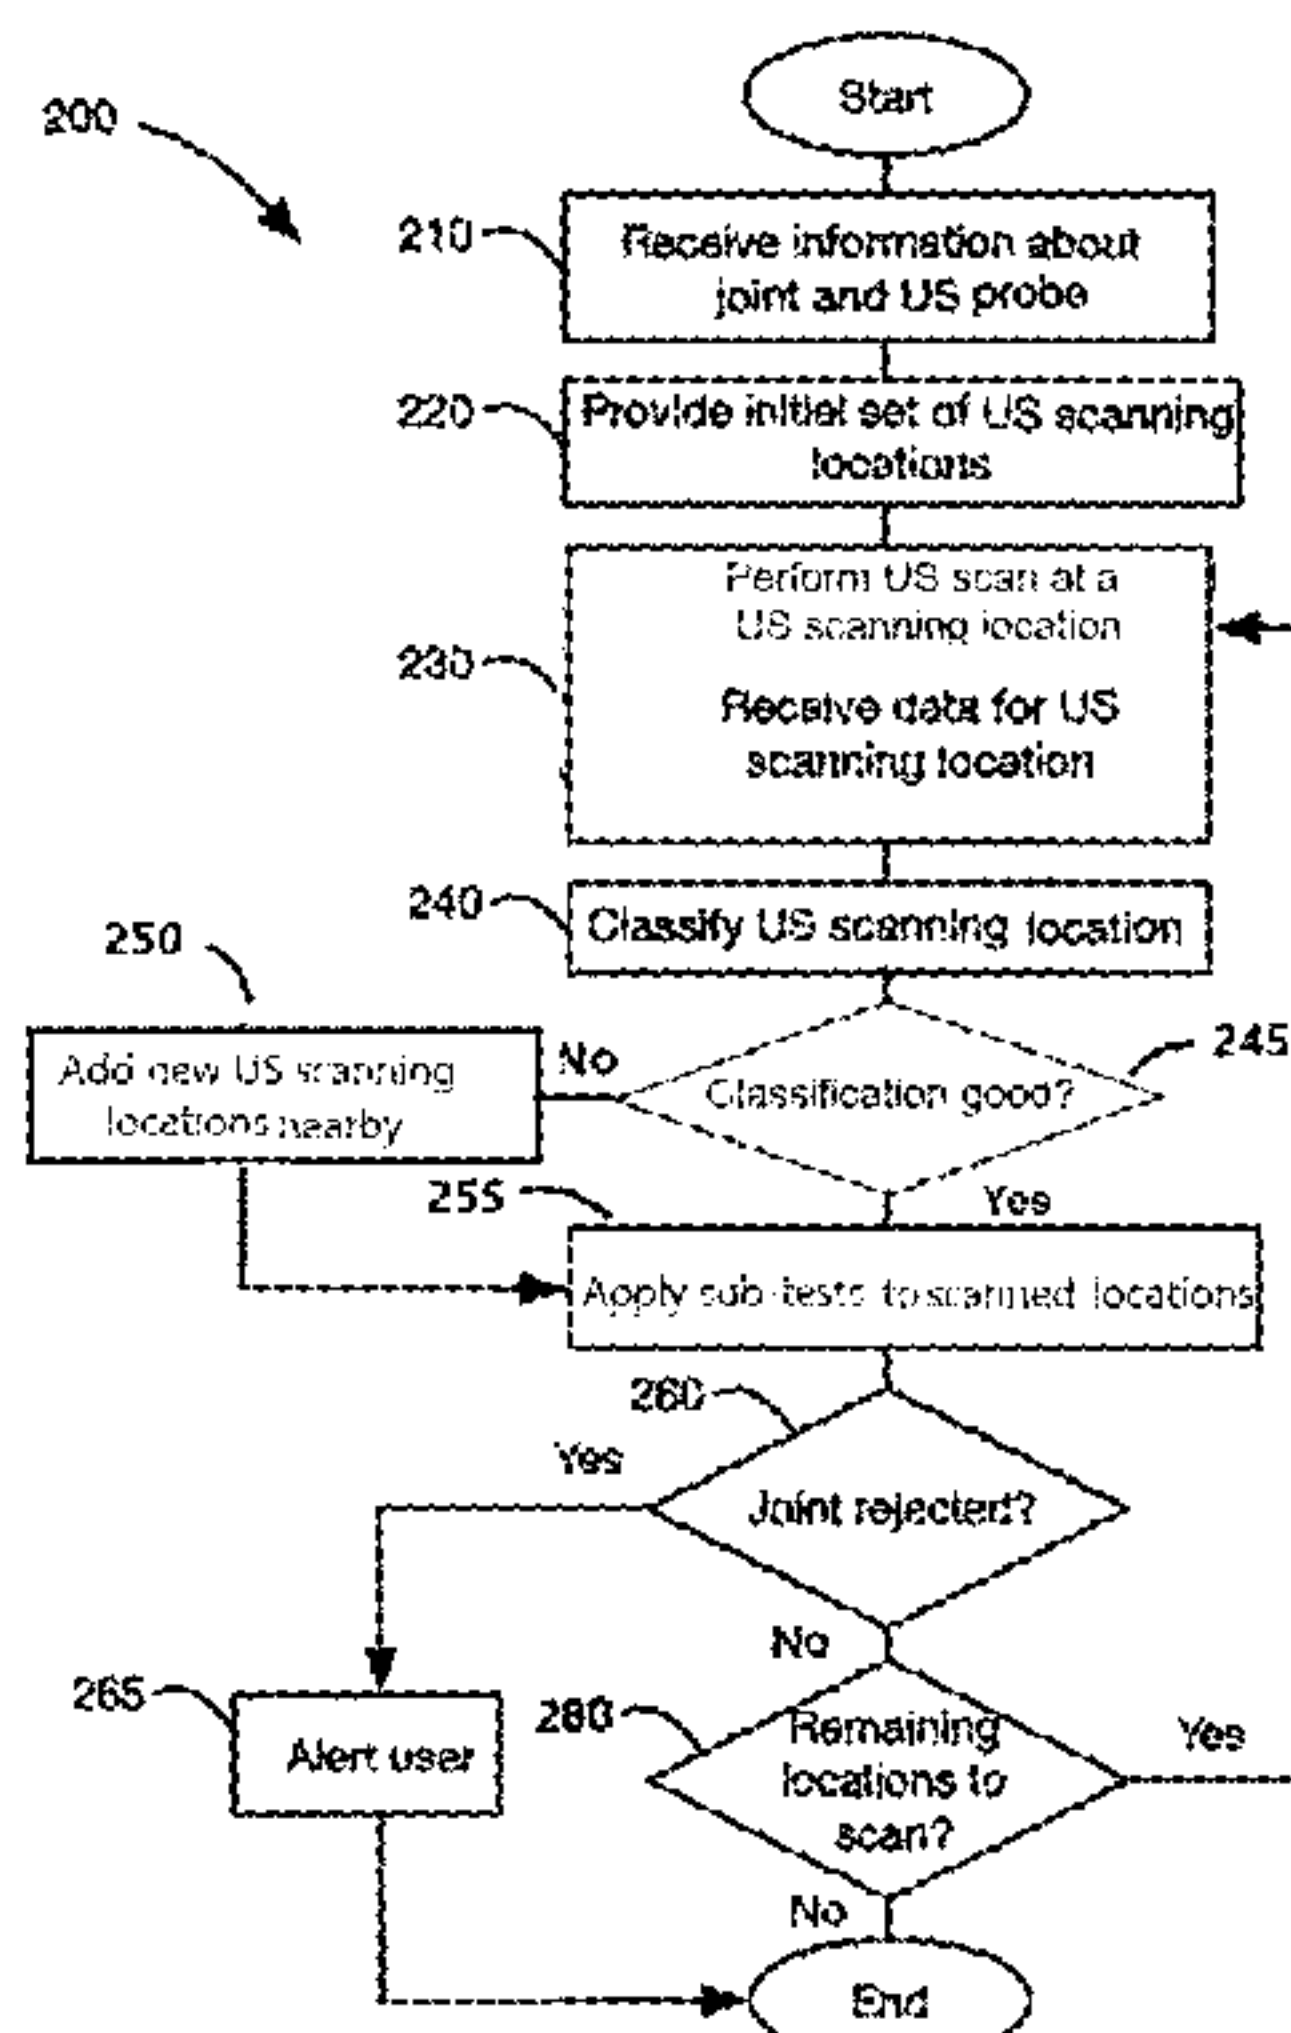 Start
200
210
Receive information about
joint and US probe
220
Provide initial set of US scanning
locations
Perform US scan at a
US scanning location
230
Receive data for US
scanning location
240
Classify US scanning location
250
245
No
Add new US scanning
locations nearby
Classification good?
255
Yes
Apply sub-tests to scanned locations
260
Yes
Joint rejected?
No
265
280
Alert user
Remaining
locations to
scan?
Yes
No
End